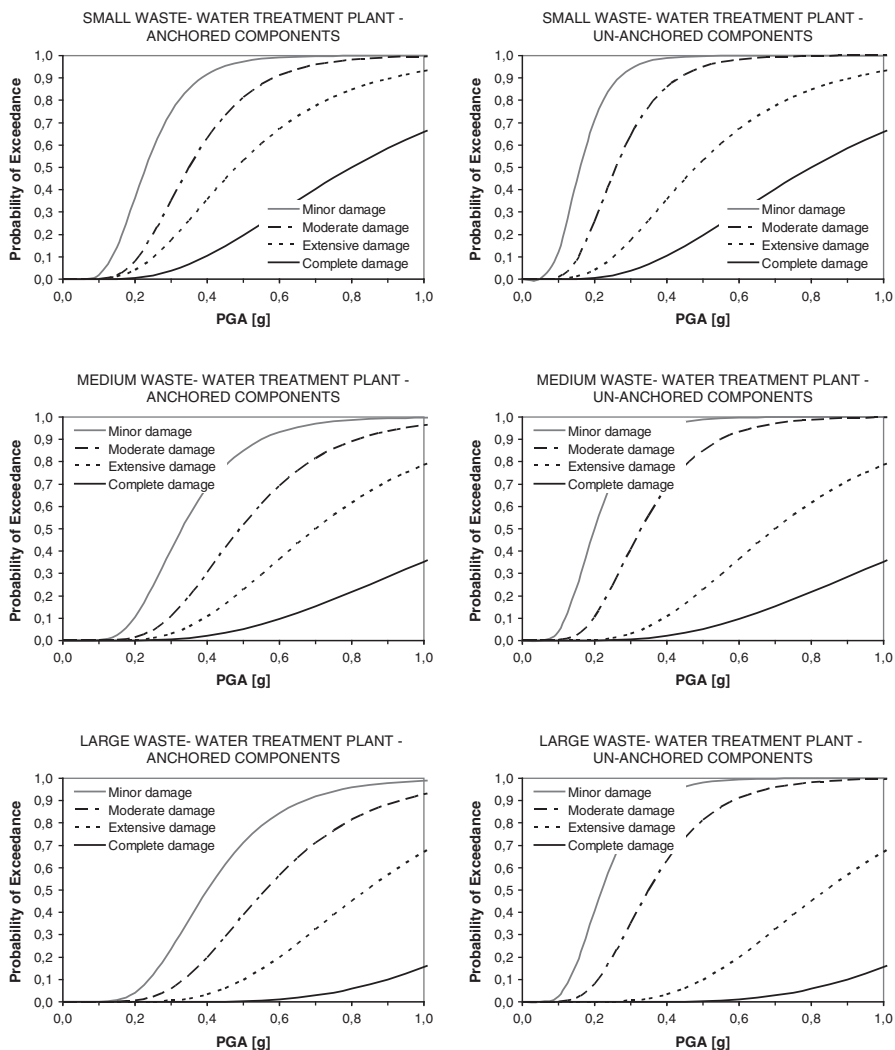 SMALL WASTE- WATER TREATMENT PLANT -
ANCHORED COMPONENTS
Probability of Exceedance
1,0
0,9
0,8
0,7
0,6
0,5
0,4
0,3
0,2
0,1
0,0
Minor damage
Moderate damage
Extensive damage
Complete damage
0,0 0,2 0,4 0,6 0,8 1,0
PGA [g]
SMALL WASTE- WATER TREATMENT PLANT -
UN-ANCHORED COMPONENTS
Probability of Exceedance
1,0
0,9
0,8
0,7
0,6
0,5
0,4
0,3
0,2
0,1
0,0
Minor damage
Moderate damage
Extensive damage
Complete damage
0,0 0,2 0,4 0,6 0,8 1,0
PGA [g]
MEDIUM WASTE- WATER TREATMENT PLANT -
ANCHORED COMPONENTS
Probability of Exceedance
1,0
0,9
0,8
0,7
0,6
0,5
0,4
0,3
0,2
0,1
0,0
Minor damage
Moderate damage
Extensive damage
Complete damage
0,0 0,2 0,4 0,6 0,8 1,0
PGA [g]
MEDIUM WASTE- WATER TREATMENT PLANT -
UN-ANCHORED COMPONENTS
Probability of Exceedance
1,0
0,9
0,8
0,7
0,6
0,5
0,4
0,3
0,2
0,1
0,0
Minor damage
Moderate damage
Extensive damage
Complete damage
0,0 0,2 0,4 0,6 0,8 1,0
PGA [g]
LARGE WASTE- WATER TREATMENT PLANT -
ANCHORED COMPONENTS
Probability of Exceedance
1,0
0,9
0,8
0,7
0,6
0,5
0,4
0,3
0,2
0,1
0,0
Minor damage
Moderate damage
Extensive damage
Complete damage
0,0 0,2 0,4 0,6 0,8 1,0
PGA [g]
LARGE WASTE- WATER TREATMENT PLANT -
UN-ANCHORED COMPONENTS
Probability of Exceedance
1,0
0,9
0,8
0,7
0,6
0,5
0,4
0,3
0,2
0,1
0,0
Minor damage
Moderate damage
Extensive damage
Complete damage
0,0 0,2 0,4 0,6 0,8 1,0
PGA [g]